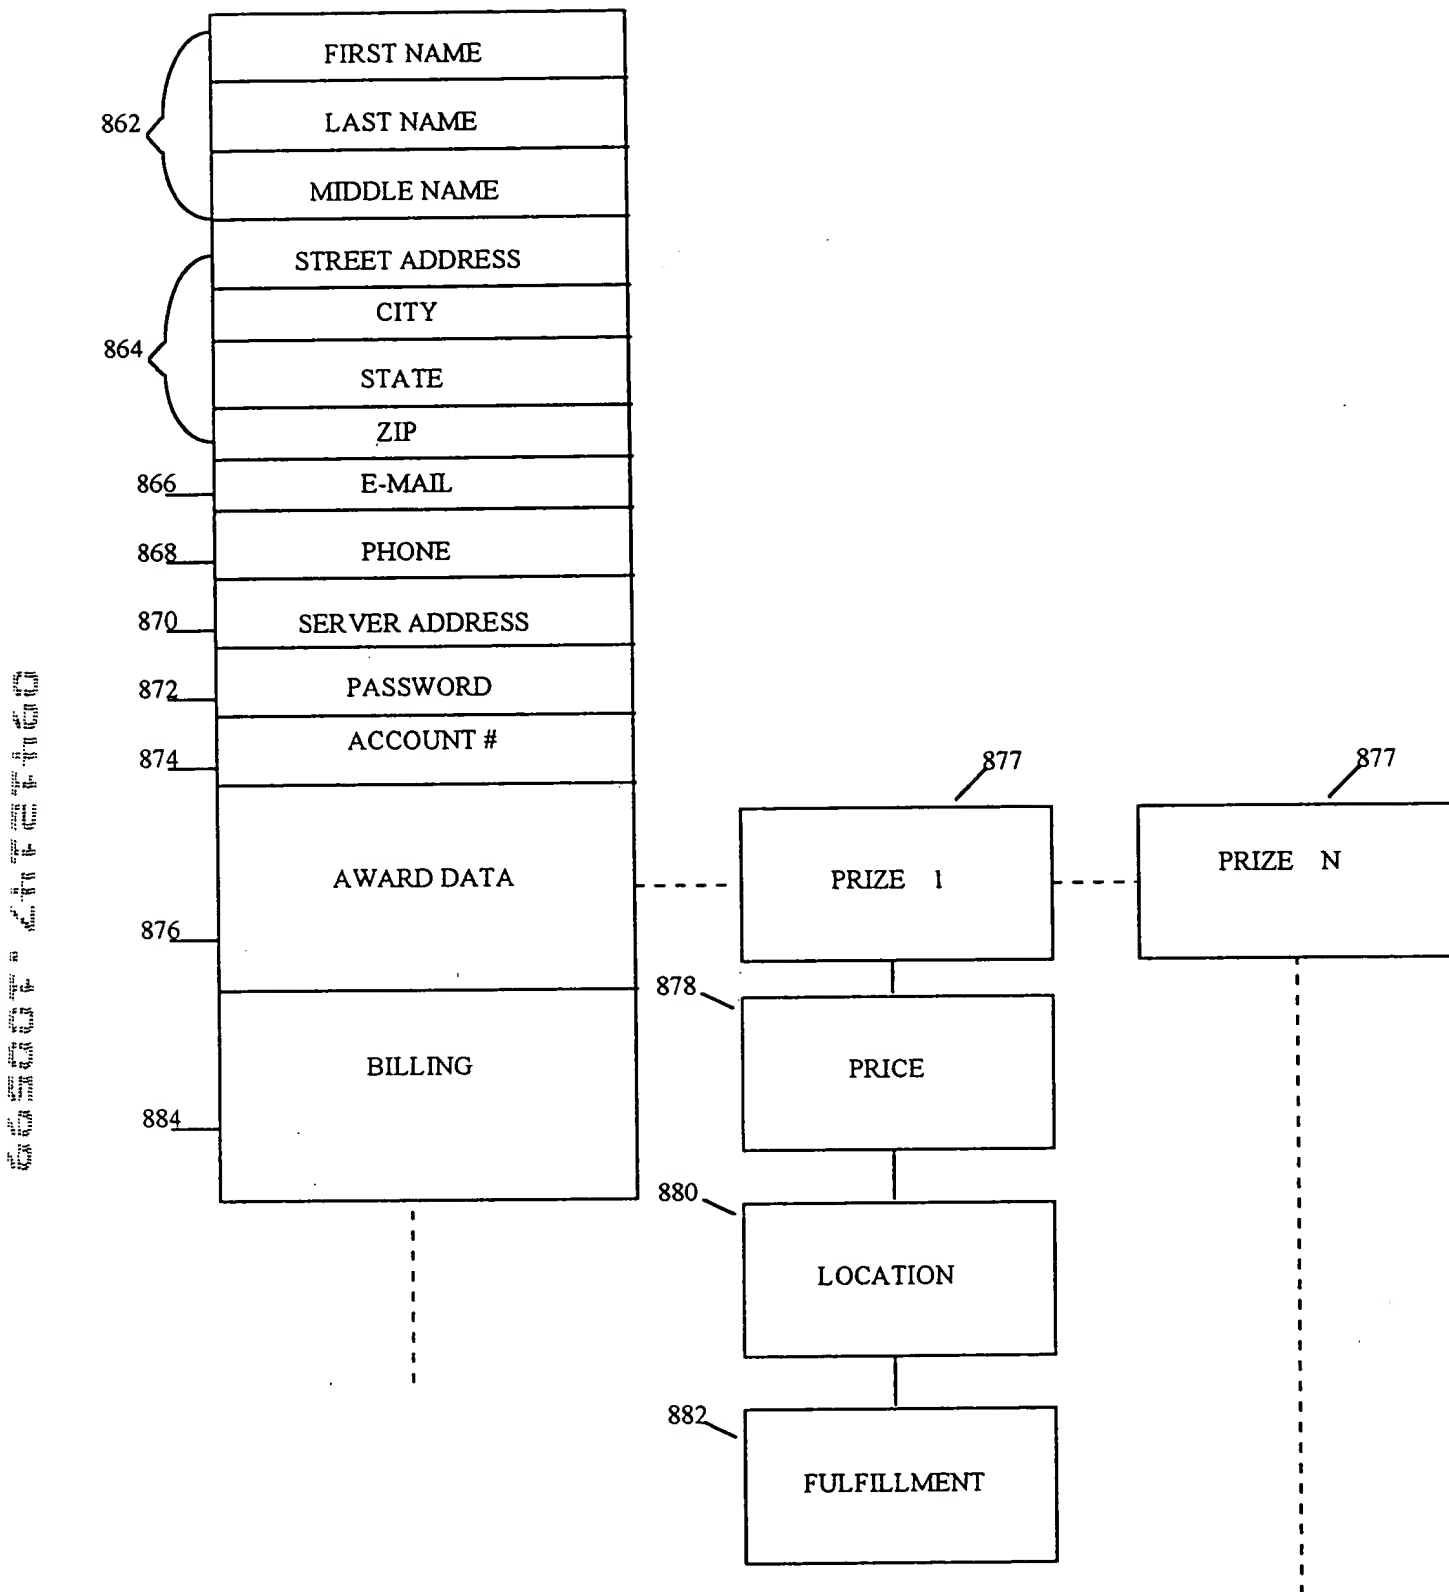 FIRST NAME
862
LAST NAME
MIDDLE NAME
STREET ADDRESS
CITY
864
STATE
ZIP
866
E-MAIL
868
PHONE
870
SERVER ADDRESS
872
PASSWORD
874
ACCOUNT #
877
877
AWARD DATA
PRIZE 1
PRIZE N
876
878
BILLING
PRICE
884
880
LOCATION
882
FULFILLMENT